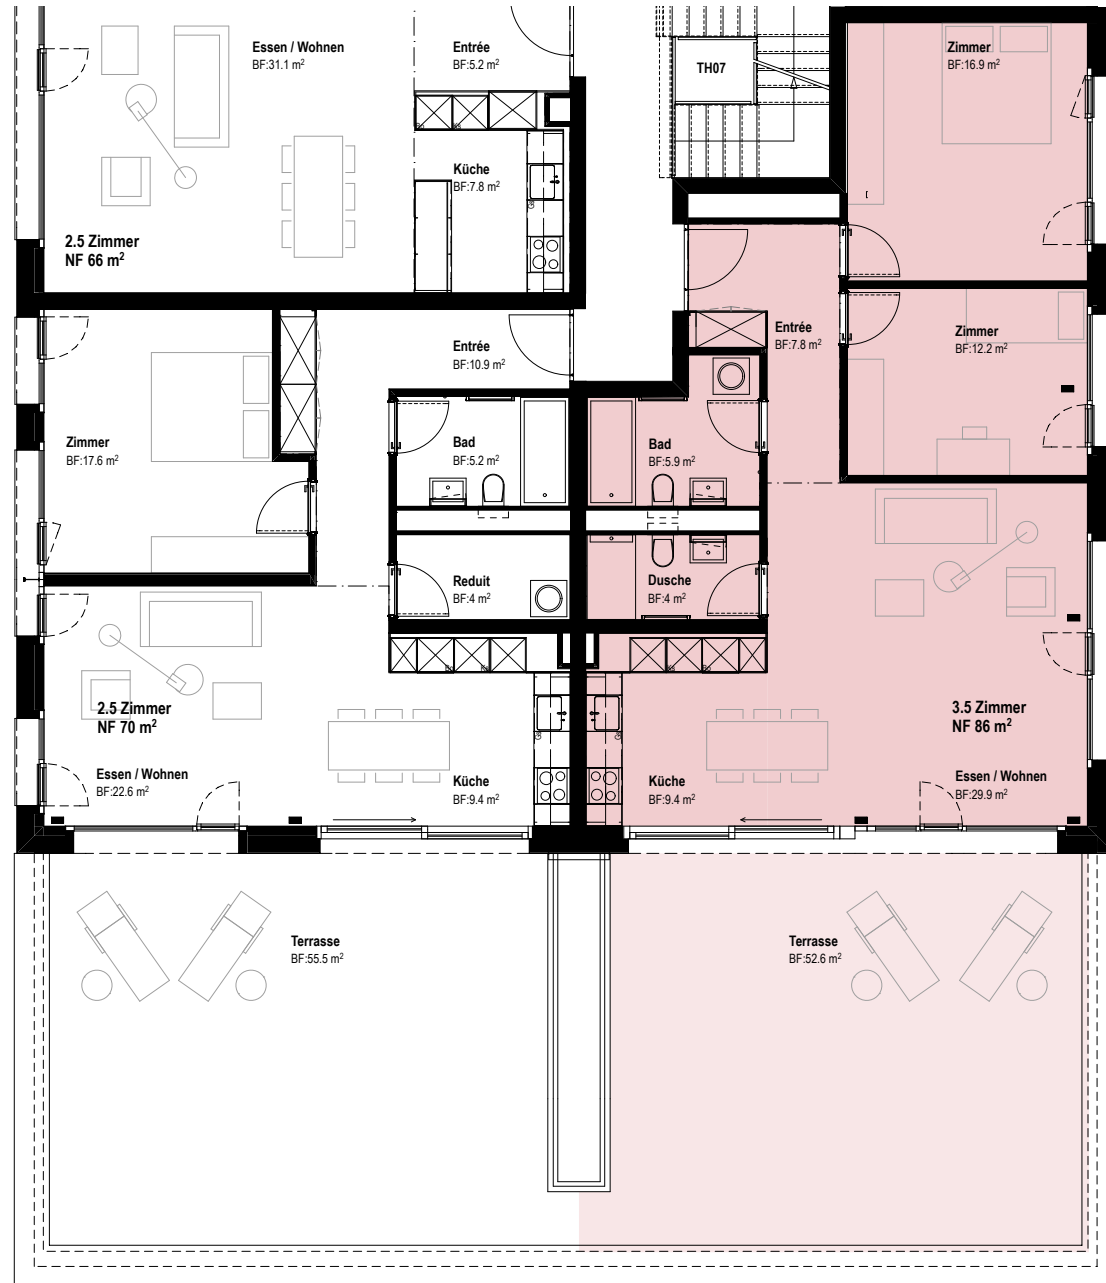 Essen / Wohnen
BF:31.1 m²
Entrée
BF:5.2 m²
TH07
Zimmer
BF:16.9 m²
Küche
BF:7.8 m²
2.5 Zimmer
NF 66 m²
Entrée
BF:10.9 m²
Entrée
BF:7.8 m²
Zimmer
BF:12.2 m²
Zimmer
BF:17.6 m²
Bad
BF:5.2 m²
Bad
BF:5.9 m²
Reduit
BF:4 m²
Dusche
BF:4 m²
2.5 Zimmer
NF 70 m²
3.5 Zimmer
NF 86 m²
Essen / Wohnen
BF:22.6 m²
Küche
BF:9.4 m²
Küche
BF:9.4 m²
Essen / Wohnen
BF:29.9 m²
Terrasse
BF:55.5 m²
Terrasse
BF:52.6 m²